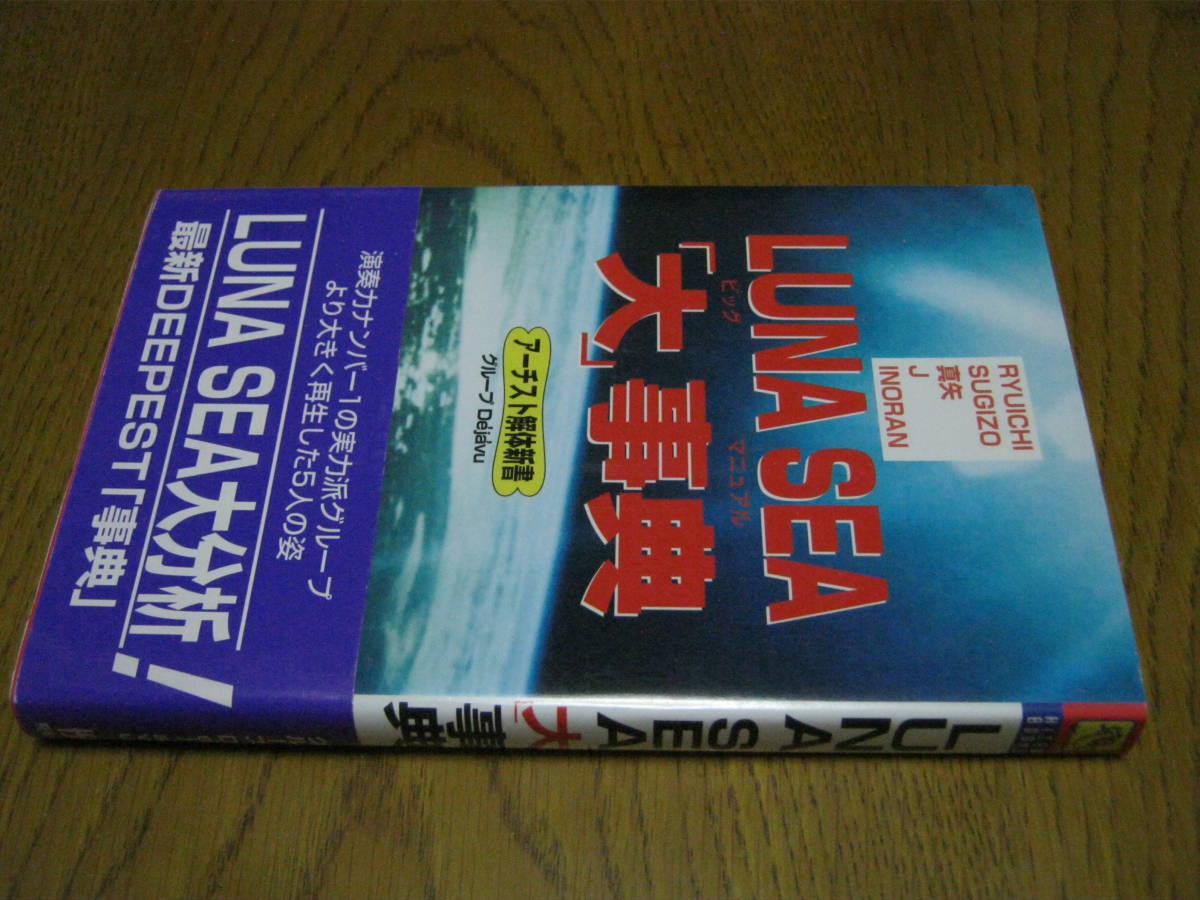 RYUICHI
SUGIZO
真矢
J
INORAN
LUNA SEA
ビッグ マニュアル
「大」事典
アーチスト解体新書
グループ Dejavu
演奏力ナンバー1の実力派グループ
より大きく再生した5人の姿
LUNA SEA大分析!
最新DEEPEST「事典」
LUNA SEA
「大」事典